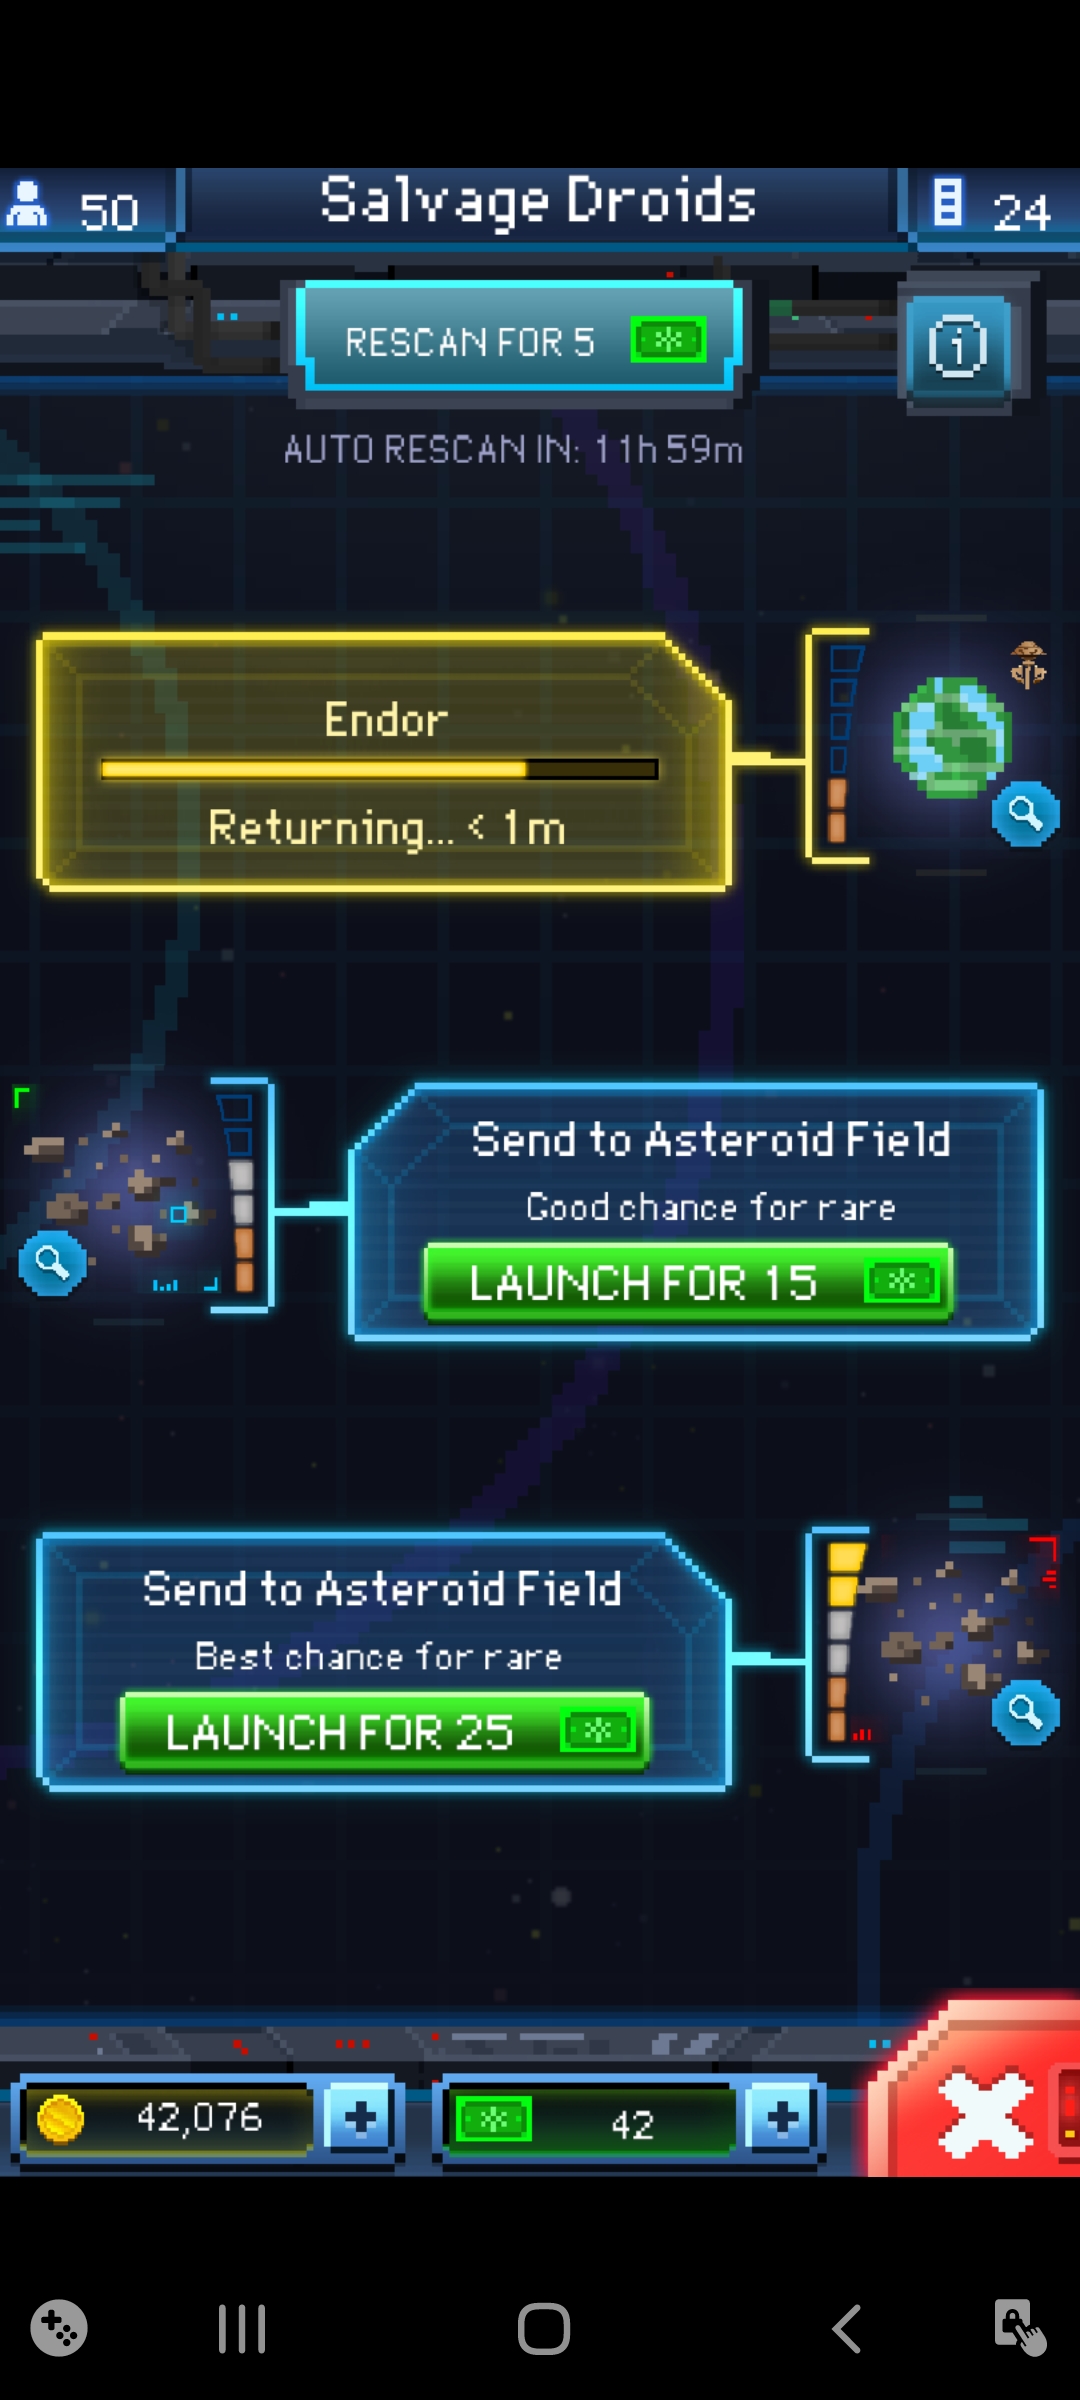 50
Salvage Droids
24
RESCAN FOR 5
AUTO RESCAN IN: 11h 59m
Endor
Returning... < 1m
Send to Asteroid Field
Good chance for rare
LAUNCH FOR 15
Send to Asteroid Field
Best chance for rare
LAUNCH FOR 25
42,076
42